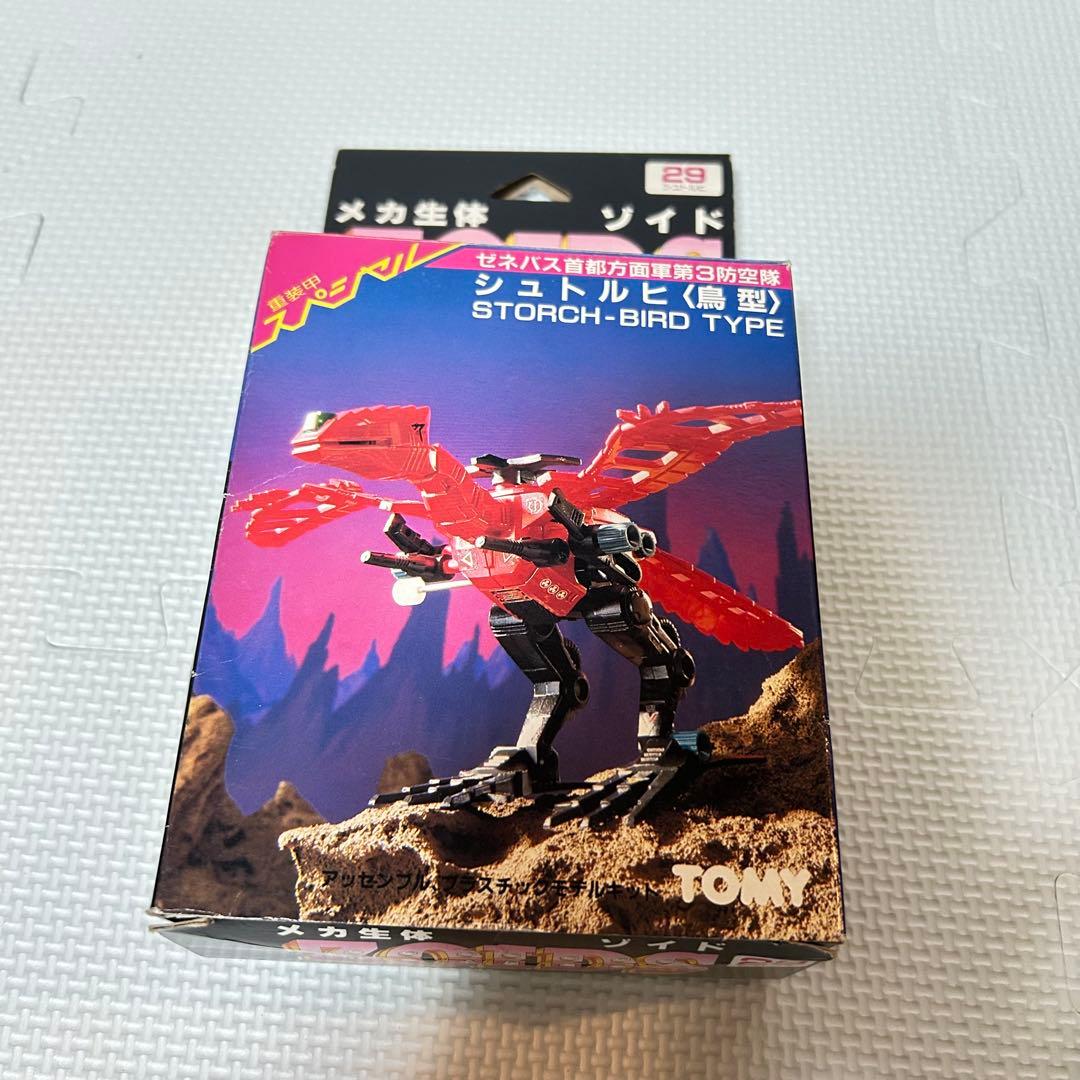 29
シュトルヒ
メカ生体 ゾイド
ZOIDS
重装甲
スペシャル
ゼネバス首都方面軍第3防空隊
シュトルヒ〈鳥型〉
STORCH-BIRD TYPE
アッセンブル、プラスチックモデルキット
TOMY
メカ生体 ゾイド
ZOIDS